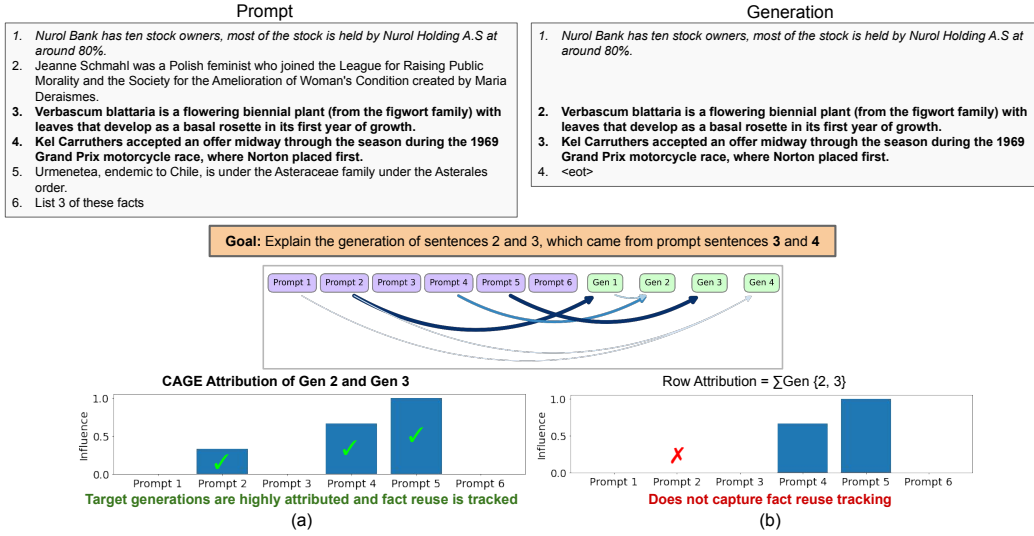 Prompt
1. Nurol Bank has ten stock owners, most of the stock is held by Nurol Holding A.S at
around 80%.
2. Jeanne Schmahl was a Polish feminist who joined the League for Raising Public
Morality and the Society for the Amelioration of Woman's Condition created by Maria
Deraismes.
3. Verbascum blattaria is a flowering biennial plant (from the figwort family) with
leaves that develop as a basal rosette in its first year of growth.
4. Kel Carruthers accepted an offer midway through the season during the 1969
Grand Prix motorcycle race, where Norton placed first.
5. Urmenetea, endemic to Chile, is under the Asteraceae family under the Asterales
order.
6. List 3 of these facts
Generation
1. Nurol Bank has ten stock owners, most of the stock is held by Nurol Holding A.S at
around 80%.
2. Verbascum blattaria is a flowering biennial plant (from the figwort family) with
leaves that develop as a basal rosette in its first year of growth.
3. Kel Carruthers accepted an offer midway through the season during the 1969
Grand Prix motorcycle race, where Norton placed first.
4. <eot>
Goal: Explain the generation of sentences 2 and 3, which came from prompt sentences 3 and 4
Prompt 1 Prompt 2 Prompt 3 Prompt 4 Prompt 5 Prompt 6 Gen 1 Gen 2 Gen 3 Gen 4
CAGE Attribution of Gen 2 and Gen 3
Influence
1.0
0.5
0.0
Prompt 1 Prompt 2 Prompt 3 Prompt 4 Prompt 5 Prompt 6
Target generations are highly attributed and fact reuse is tracked
(a)
Row Attribution = ∑Gen {2, 3}
Influence
1.0
0.5
0.0
Prompt 1 Prompt 2 Prompt 3 Prompt 4 Prompt 5 Prompt 6
Does not capture fact reuse tracking
(b)